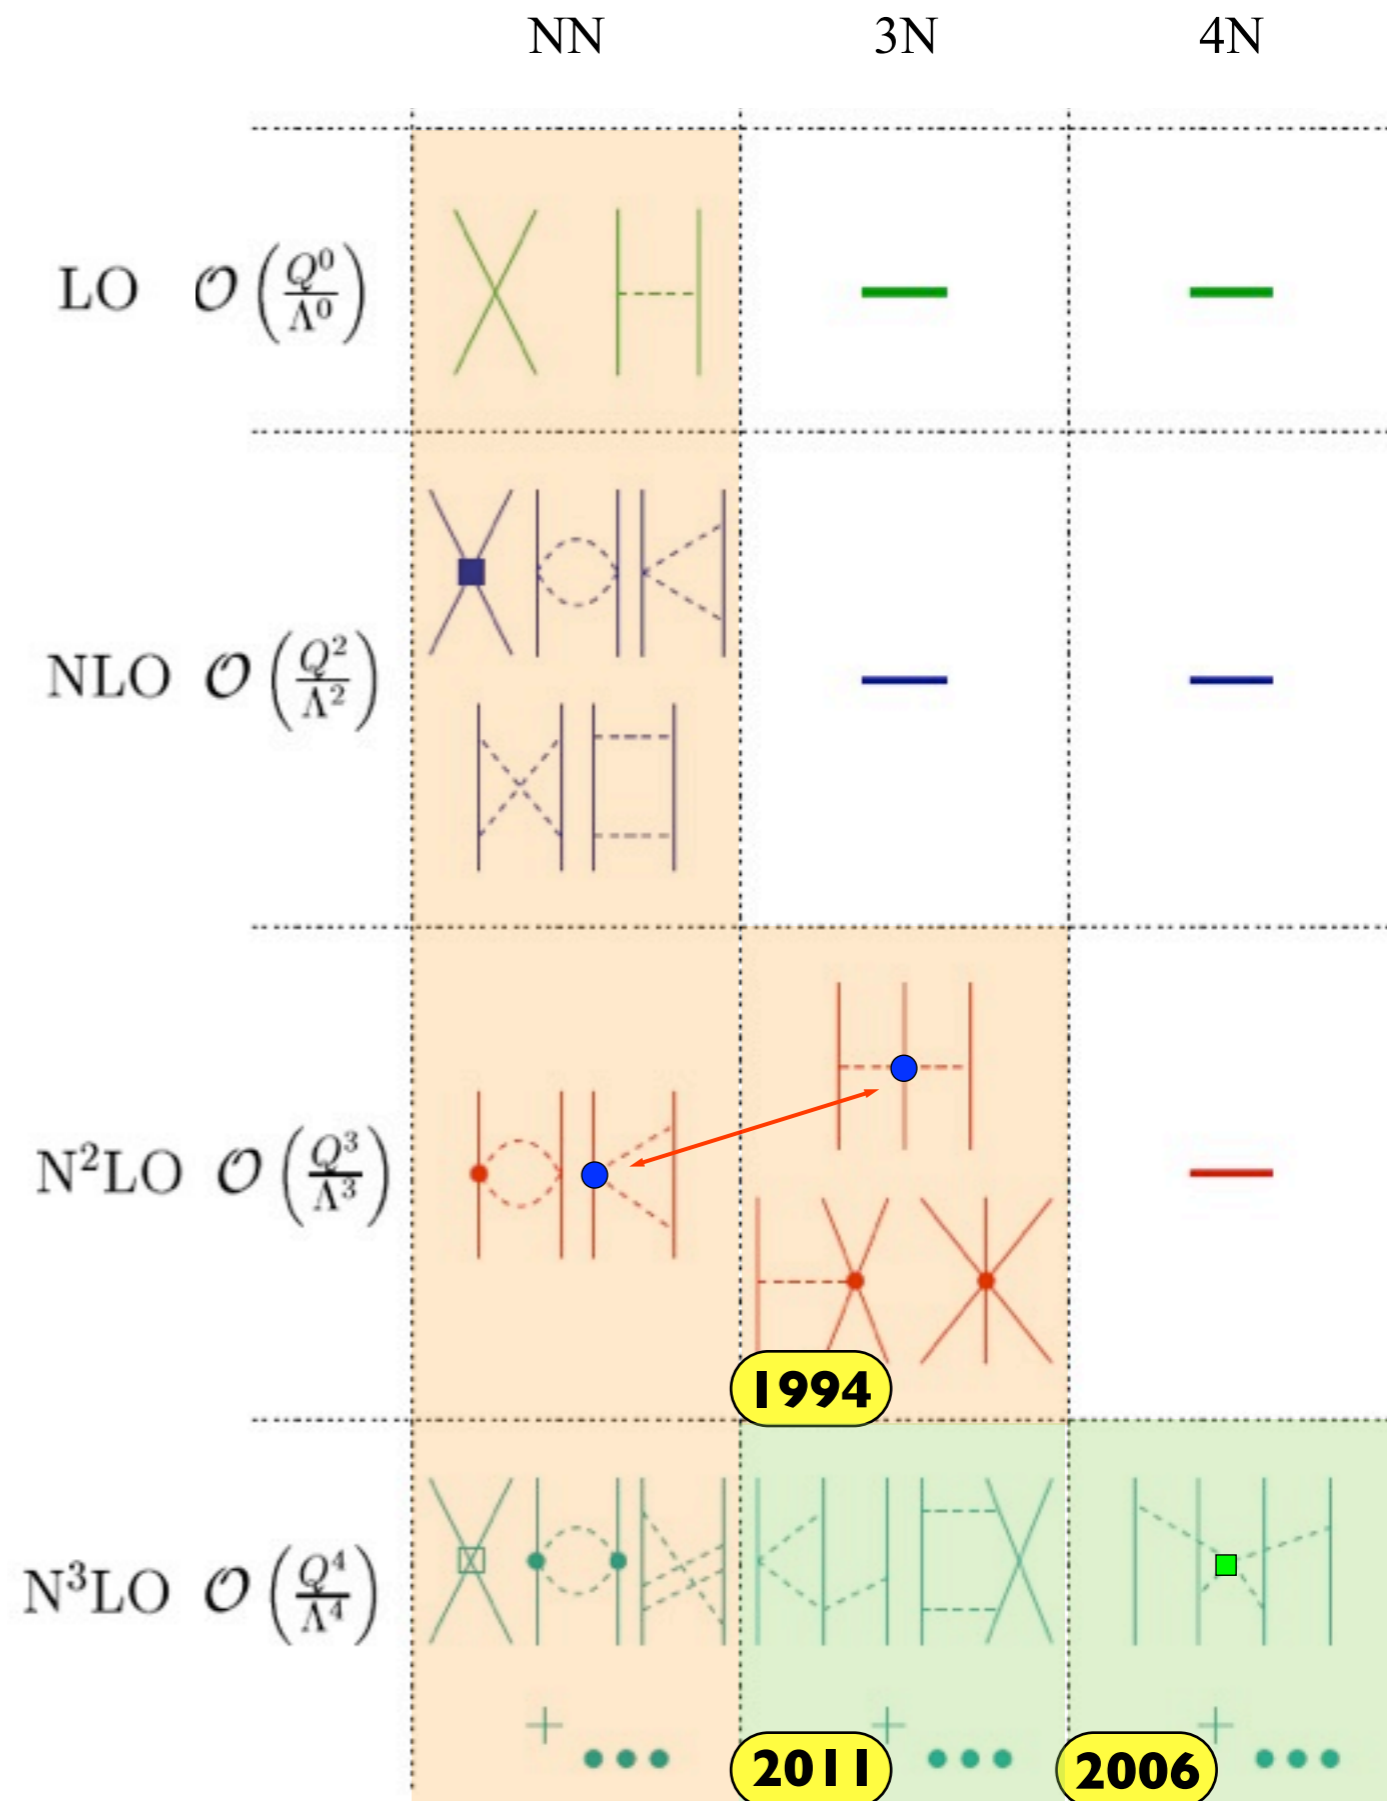 NN 3N 4N
LO 𝒪 (Q⁰/Λ⁰)
NLO 𝒪 (Q²/Λ²)
N²LO 𝒪 (Q³/Λ³)
1994
N³LO 𝒪 (Q⁴/Λ⁴)
+ ••• + ••• + •••
2011 2006